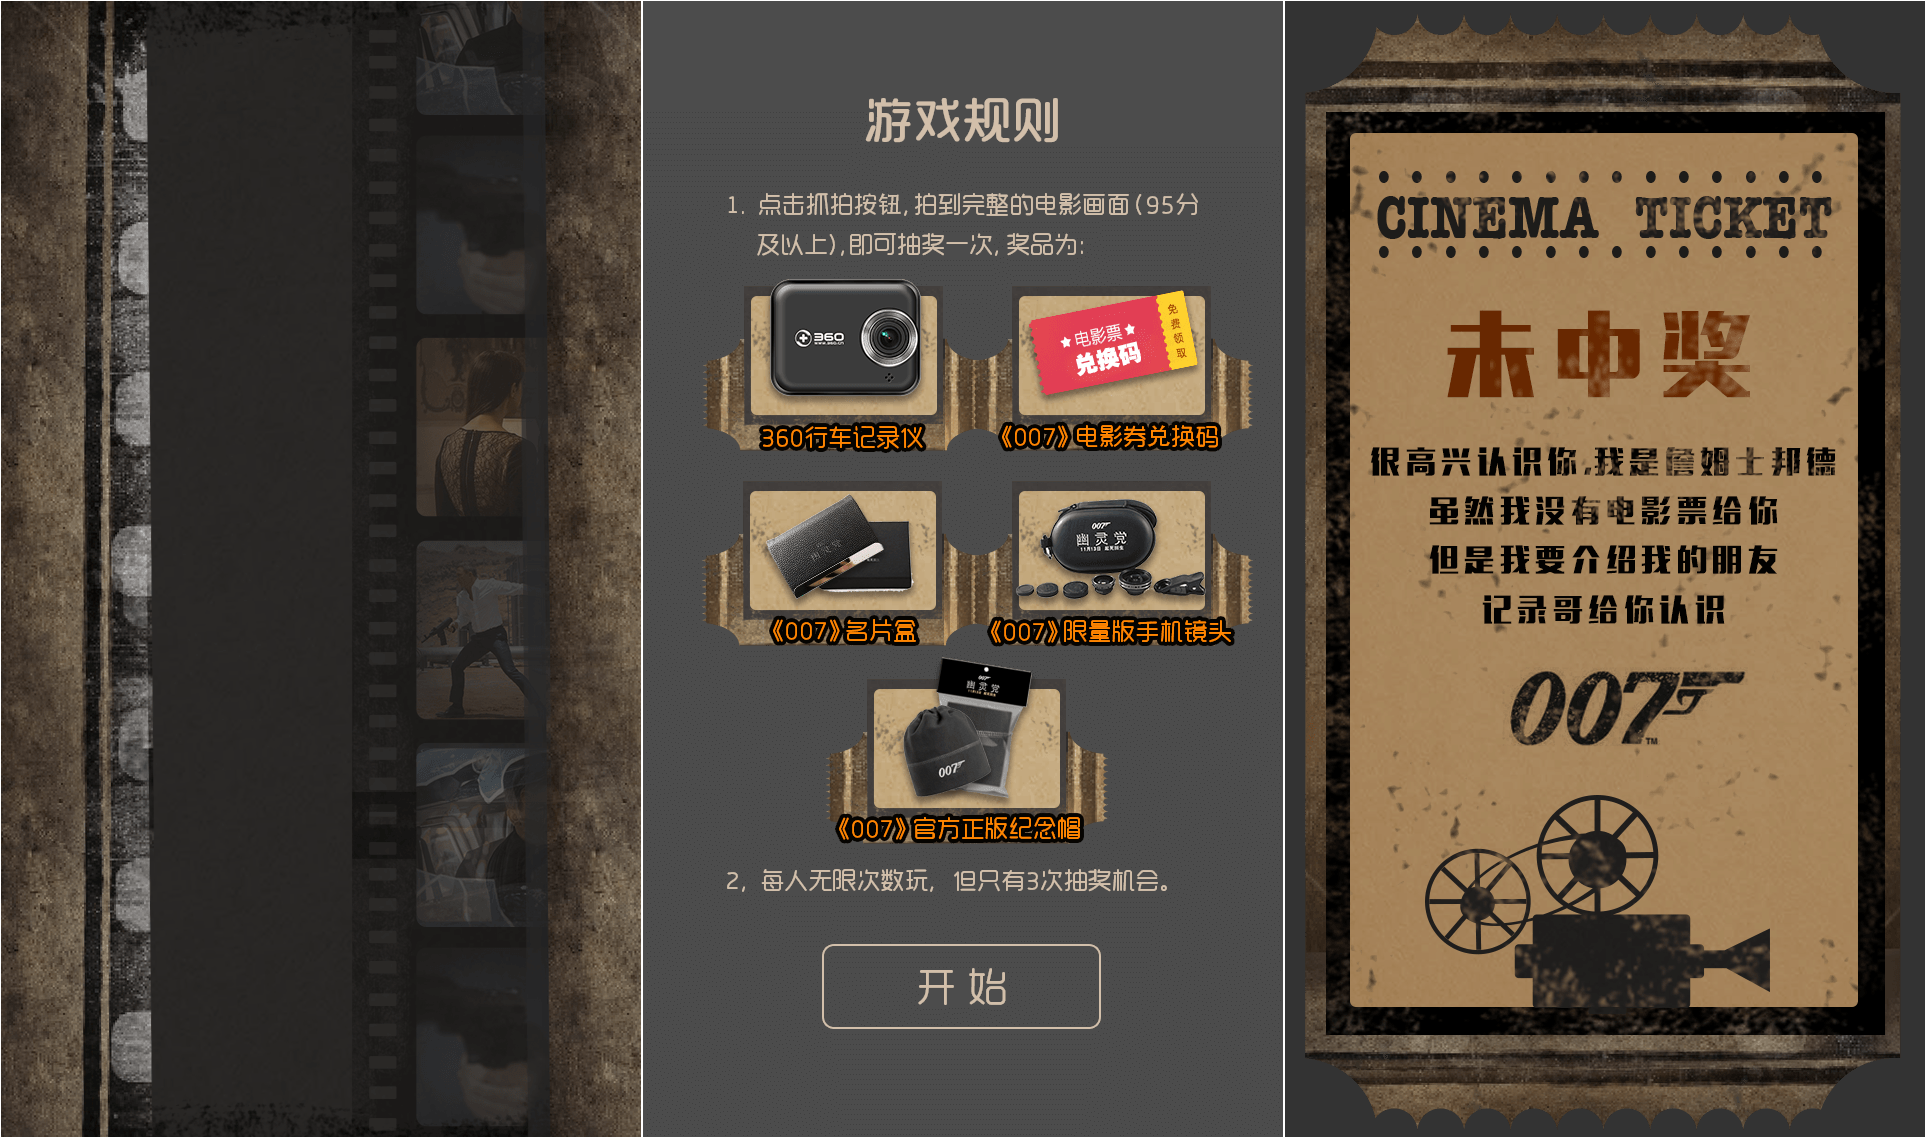 游戏规则
1. 点击抓拍按钮,拍到完整的电影画面(95分
及以上),即可抽奖一次, 奖品为:
360
www.360.cn
电影票
兑换码
免费领取
360行车记录仪
《007》电影券兑换码
幽灵党
007
幽灵党
《007》名片盒
《007》限量版手机镜头
007
幽灵党
007
《007》官方正版纪念帽
2, 每人无限次数玩, 但只有3次抽奖机会。
开始
CINEMA TICKET
未中奖
很高兴认识你,我是詹姆士邦德
虽然我没有电影票给你
但是我要介绍我的朋友
记录哥给你认识
007
TM